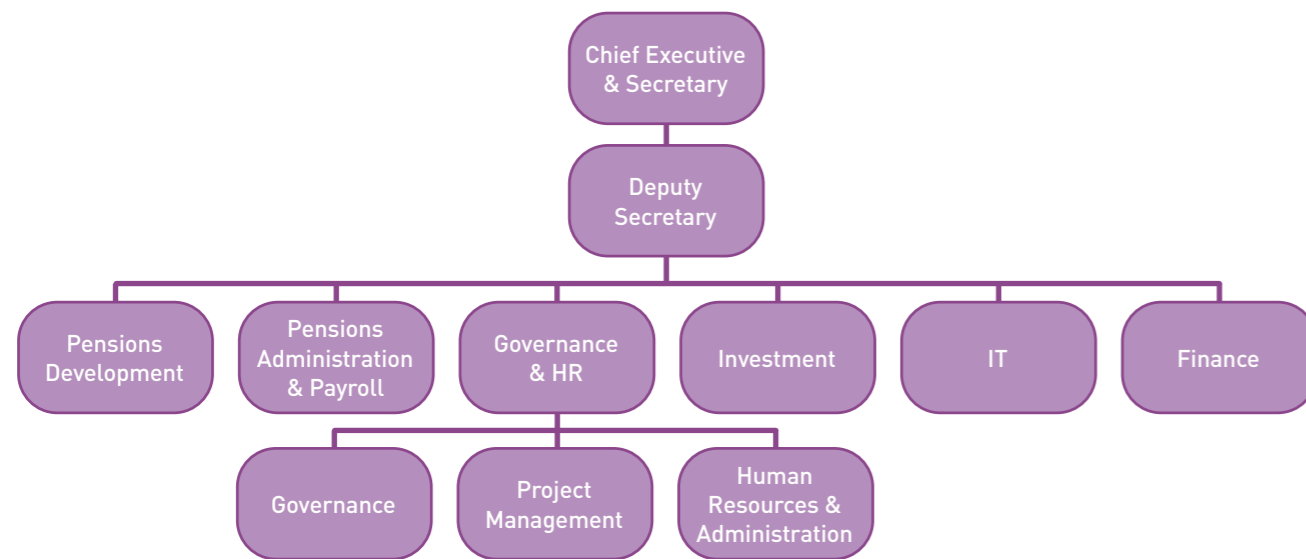 Chief Executive
& Secretary
Deputy
Secretary
Pensions
Development
Pensions
Administration
& Payroll
Governance
& HR
Investment
IT
Finance
Governance
Project
Management
Human
Resources &
Administration